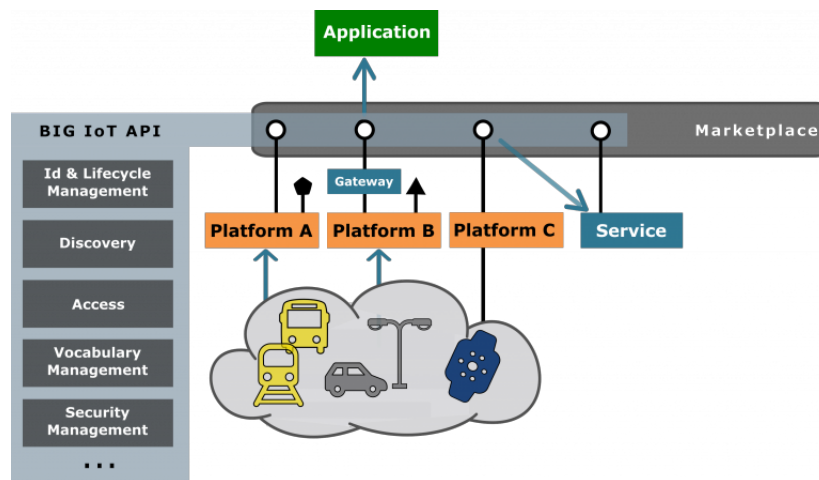 Application
BIG IoT API
Marketplace
Id & Lifecycle
Management
Gateway
Platform A
Platform B
Platform C
Service
Discovery
Access
Vocabulary
Management
Security
Management
...